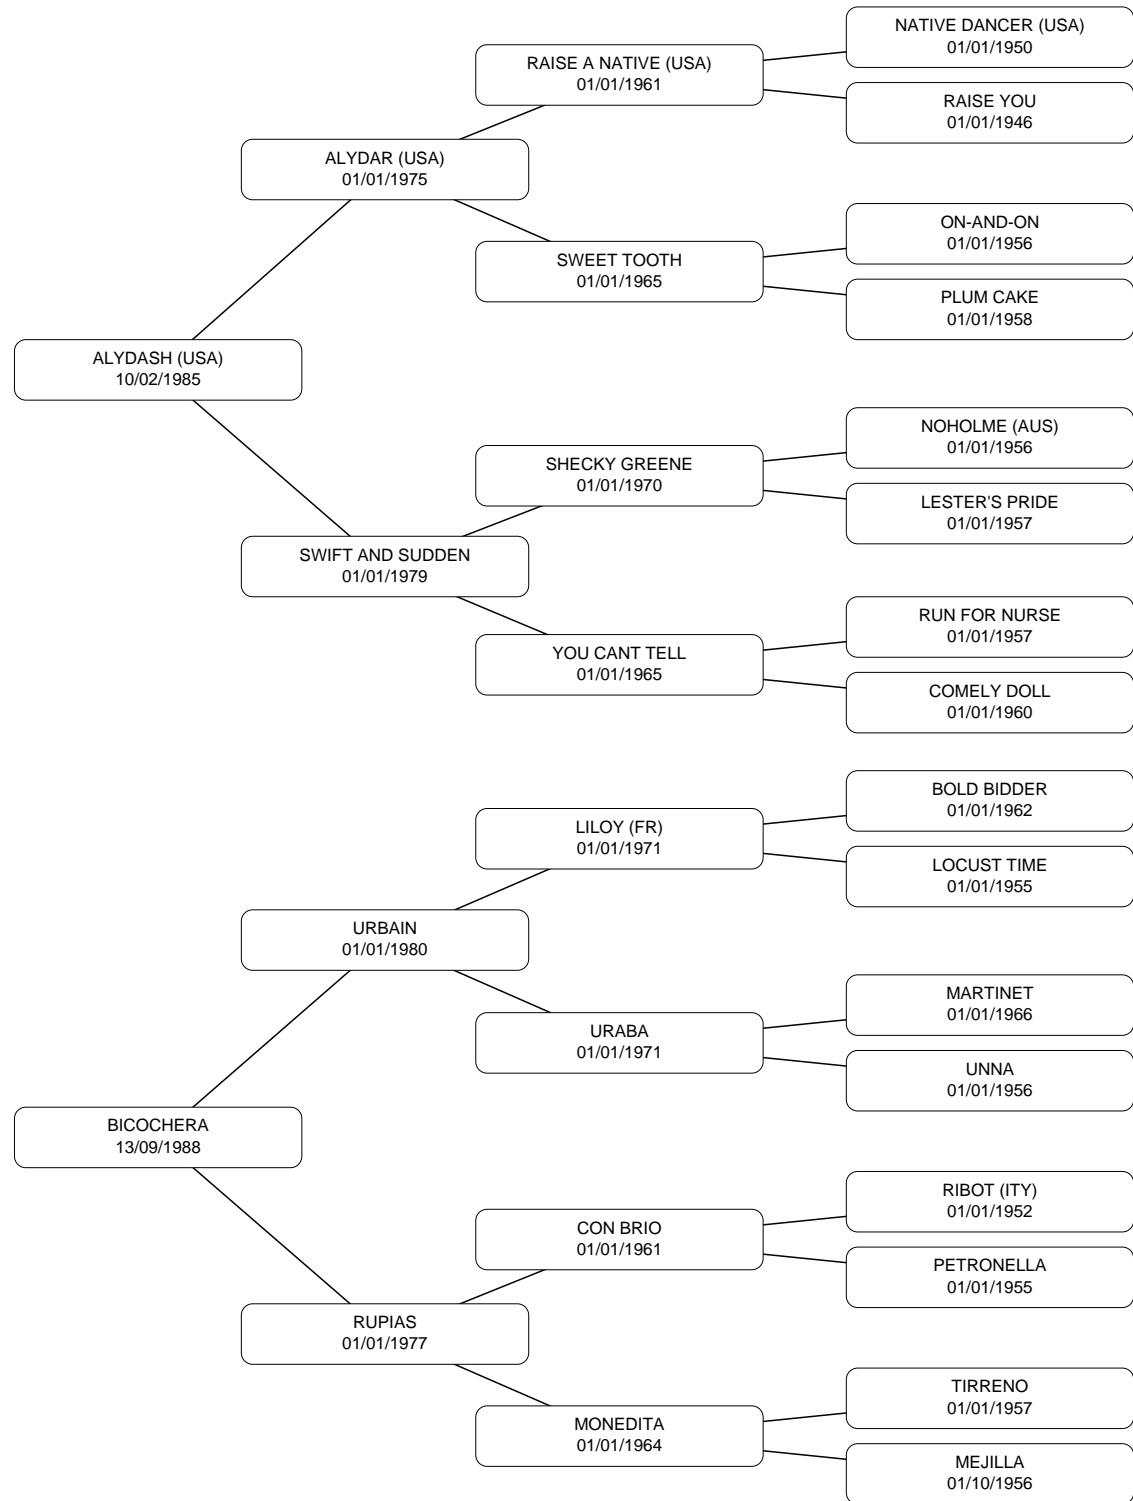 NATIVE DANCER (USA)
01/01/1950
RAISE A NATIVE (USA)
01/01/1961
RAISE YOU
01/01/1946
ALYDAR (USA)
01/01/1975
ON-AND-ON
01/01/1956
SWEET TOOTH
01/01/1965
PLUM CAKE
01/01/1958
ALYDASH (USA)
10/02/1985
NOHOLME (AUS)
01/01/1956
SHECKY GREENE
01/01/1970
LESTER'S PRIDE
01/01/1957
SWIFT AND SUDDEN
01/01/1979
RUN FOR NURSE
01/01/1957
YOU CANT TELL
01/01/1965
COMELY DOLL
01/01/1960
BOLD BIDDER
01/01/1962
LILOY (FR)
01/01/1971
LOCUST TIME
01/01/1955
URBAIN
01/01/1980
MARTINET
01/01/1966
URABA
01/01/1971
UNNA
01/01/1956
BICOCHERA
13/09/1988
RIBOT (ITY)
01/01/1952
CON BRIO
01/01/1961
PETRONELLA
01/01/1955
RUPIAS
01/01/1977
TIRRENO
01/01/1957
MONEDITA
01/01/1964
MEJILLA
01/10/1956